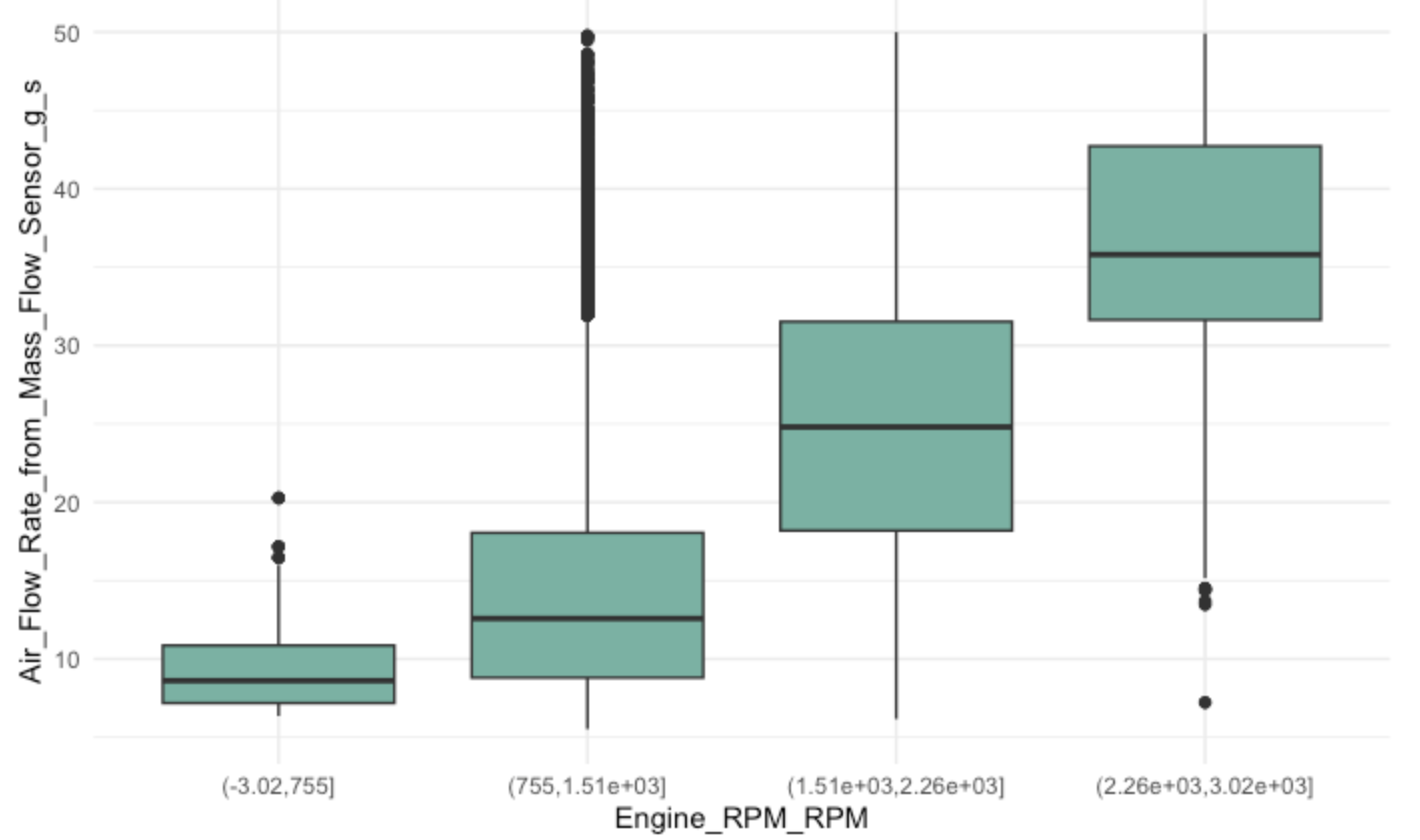 50
40
30
20
10
Air_Flow_Rate_from_Mass_Flow_Sensor_g_s
(-3.02,755]
(755,1.51e+03]
(1.51e+03,2.26e+03]
(2.26e+03,3.02e+03]
Engine_RPM_RPM